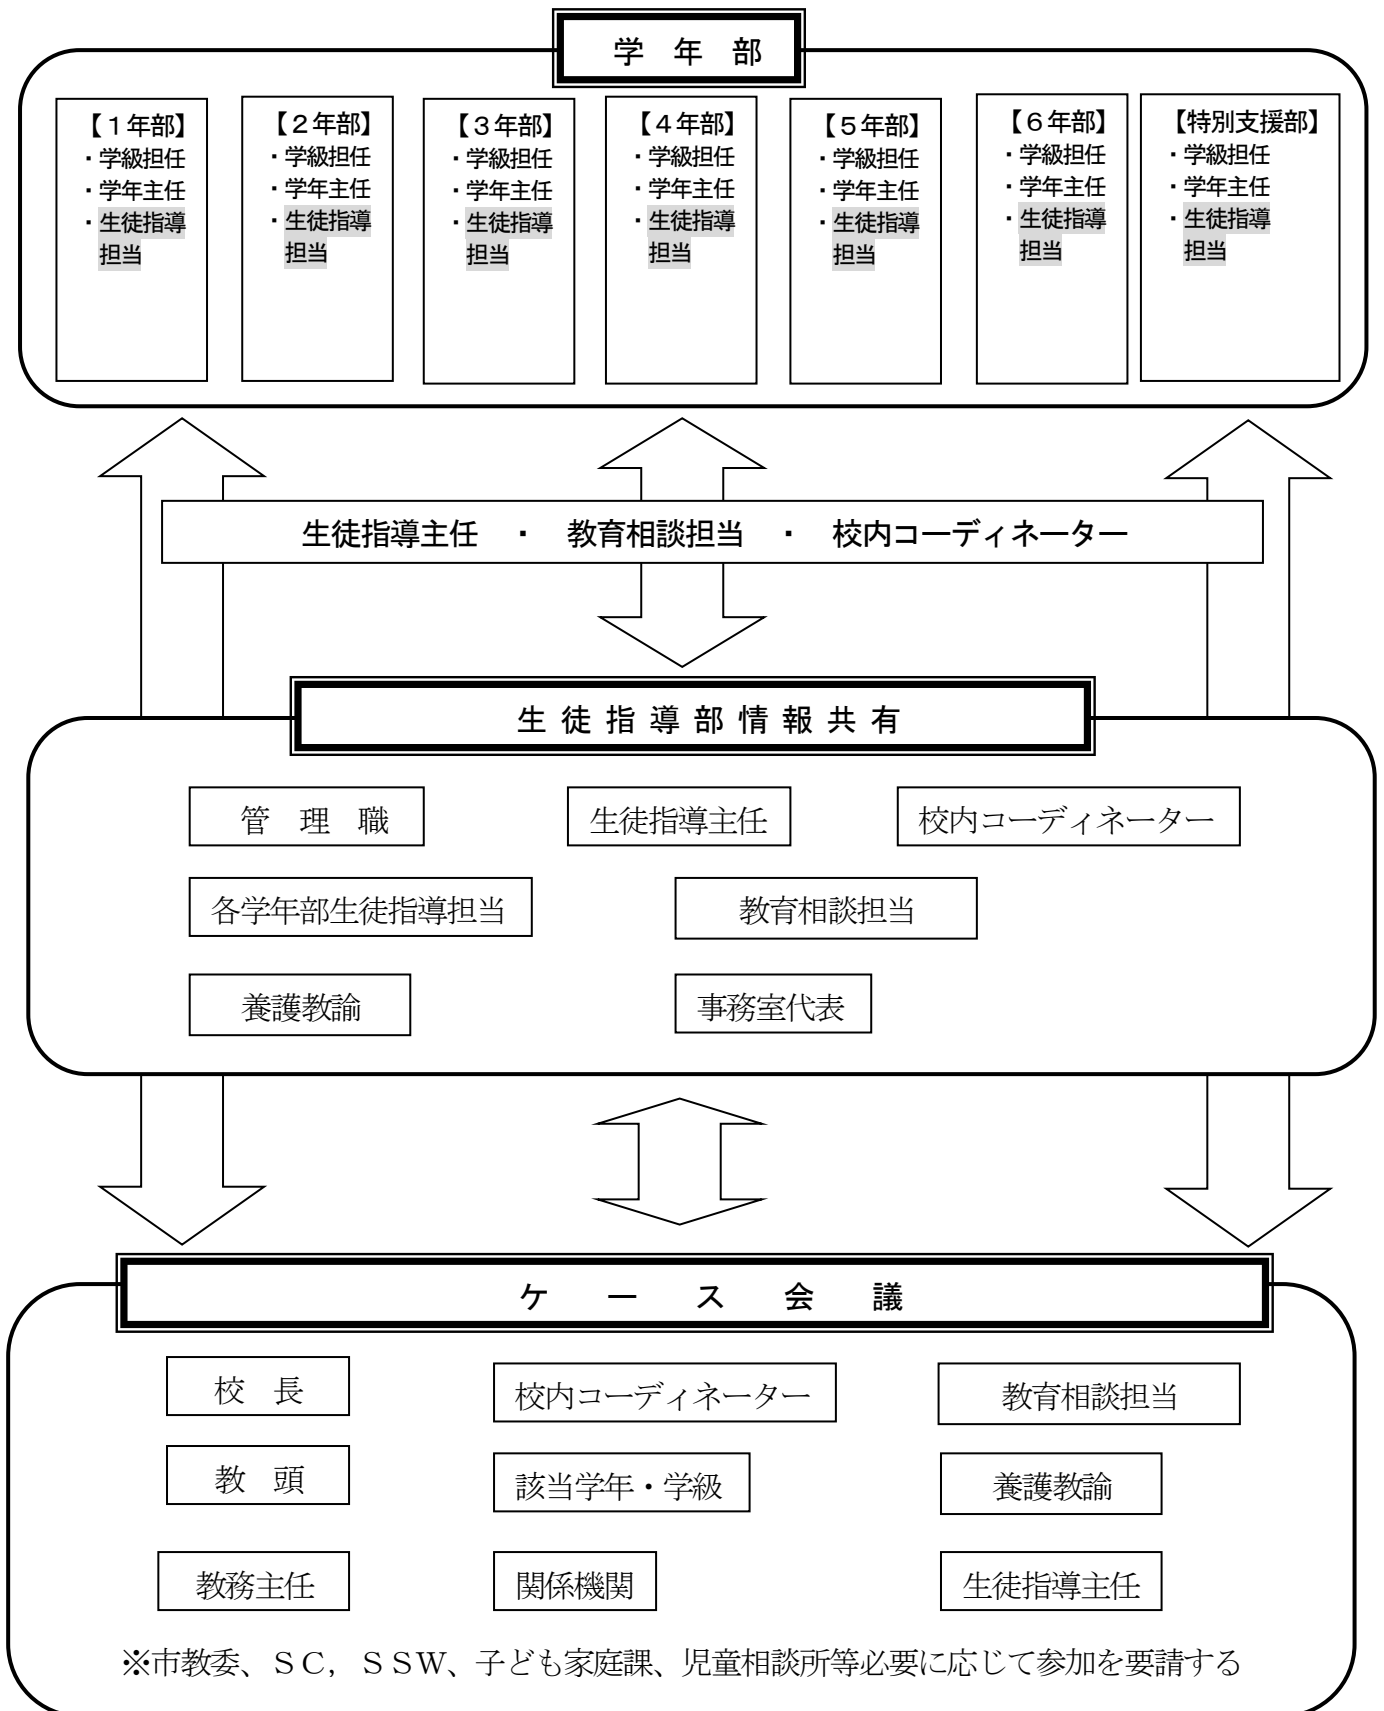 学　年　部
【１年部】
・学級担任
・学年主任
・生徒指導
担当
【２年部】
・学級担任
・学年主任
・生徒指導
担当
【３年部】
・学級担任
・学年主任
・生徒指導
担当
【４年部】
・学級担任
・学年主任
・生徒指導
担当
【５年部】
・学級担任
・学年主任
・生徒指導
担当
【６年部】
・学級担任
・学年主任
・生徒指導
担当
【特別支援部】
・学級担任
・学年主任
・生徒指導
担当
生徒指導主任　・　教育相談担当　・　校内コーディネーター
生徒指導部情報共有
管　理　職
生徒指導主任
校内コーディネーター
各学年部生徒指導担当
教育相談担当
養護教諭
事務室代表
ケ　ー　ス　会　議
校　長
校内コーディネーター
教育相談担当
教　頭
該当学年・学級
養護教諭
教務主任
関係機関
生徒指導主任
※市教委、ＳＣ，ＳＳＷ、子ども家庭課、児童相談所等必要に応じて参加を要請する